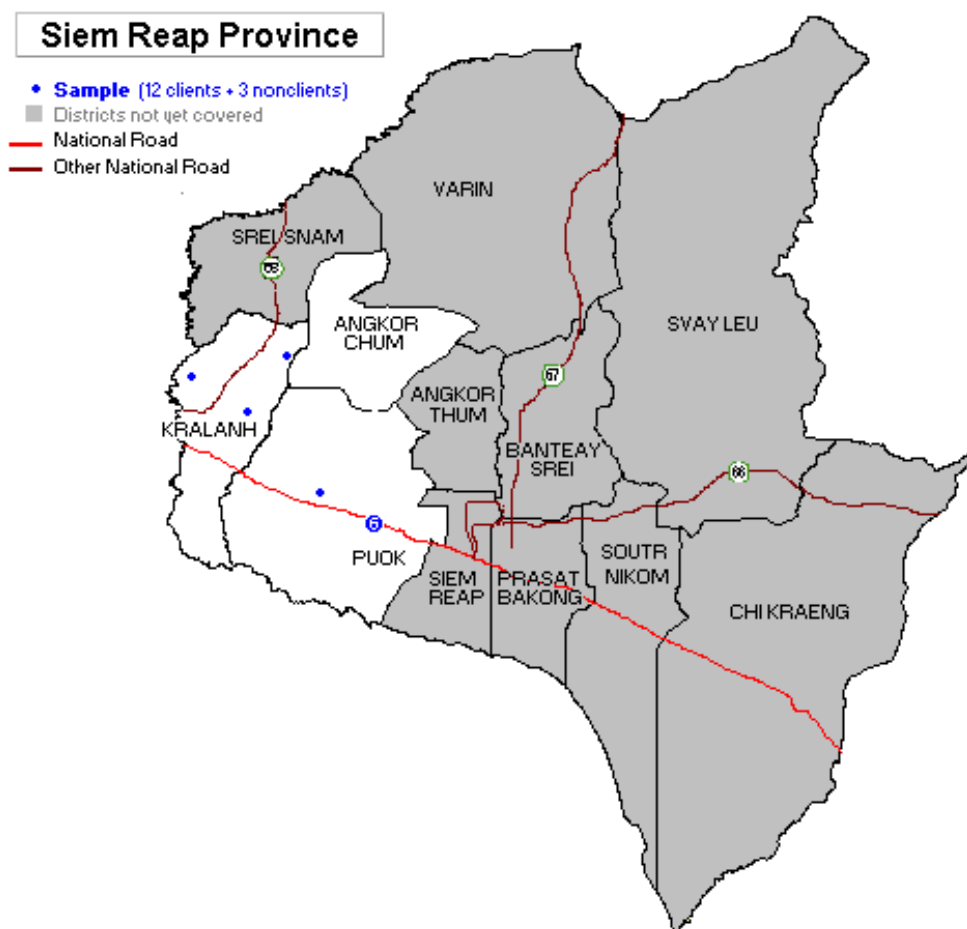 Siem Reap Province
Sample (12 clients + 3 nonclients)
Districts not yet covered
National Road
Other National Road
VARIN
SREI SNAM
68
ANGKOR
CHUM
SVAY LEU
67
ANGKOR
THUM
KRALANH
BANTEAY
SREI
66
6
PUOK
SOUTR
NIKOM
SIEM
REAP
PRASAT
BAKONG
CHI KRAENG